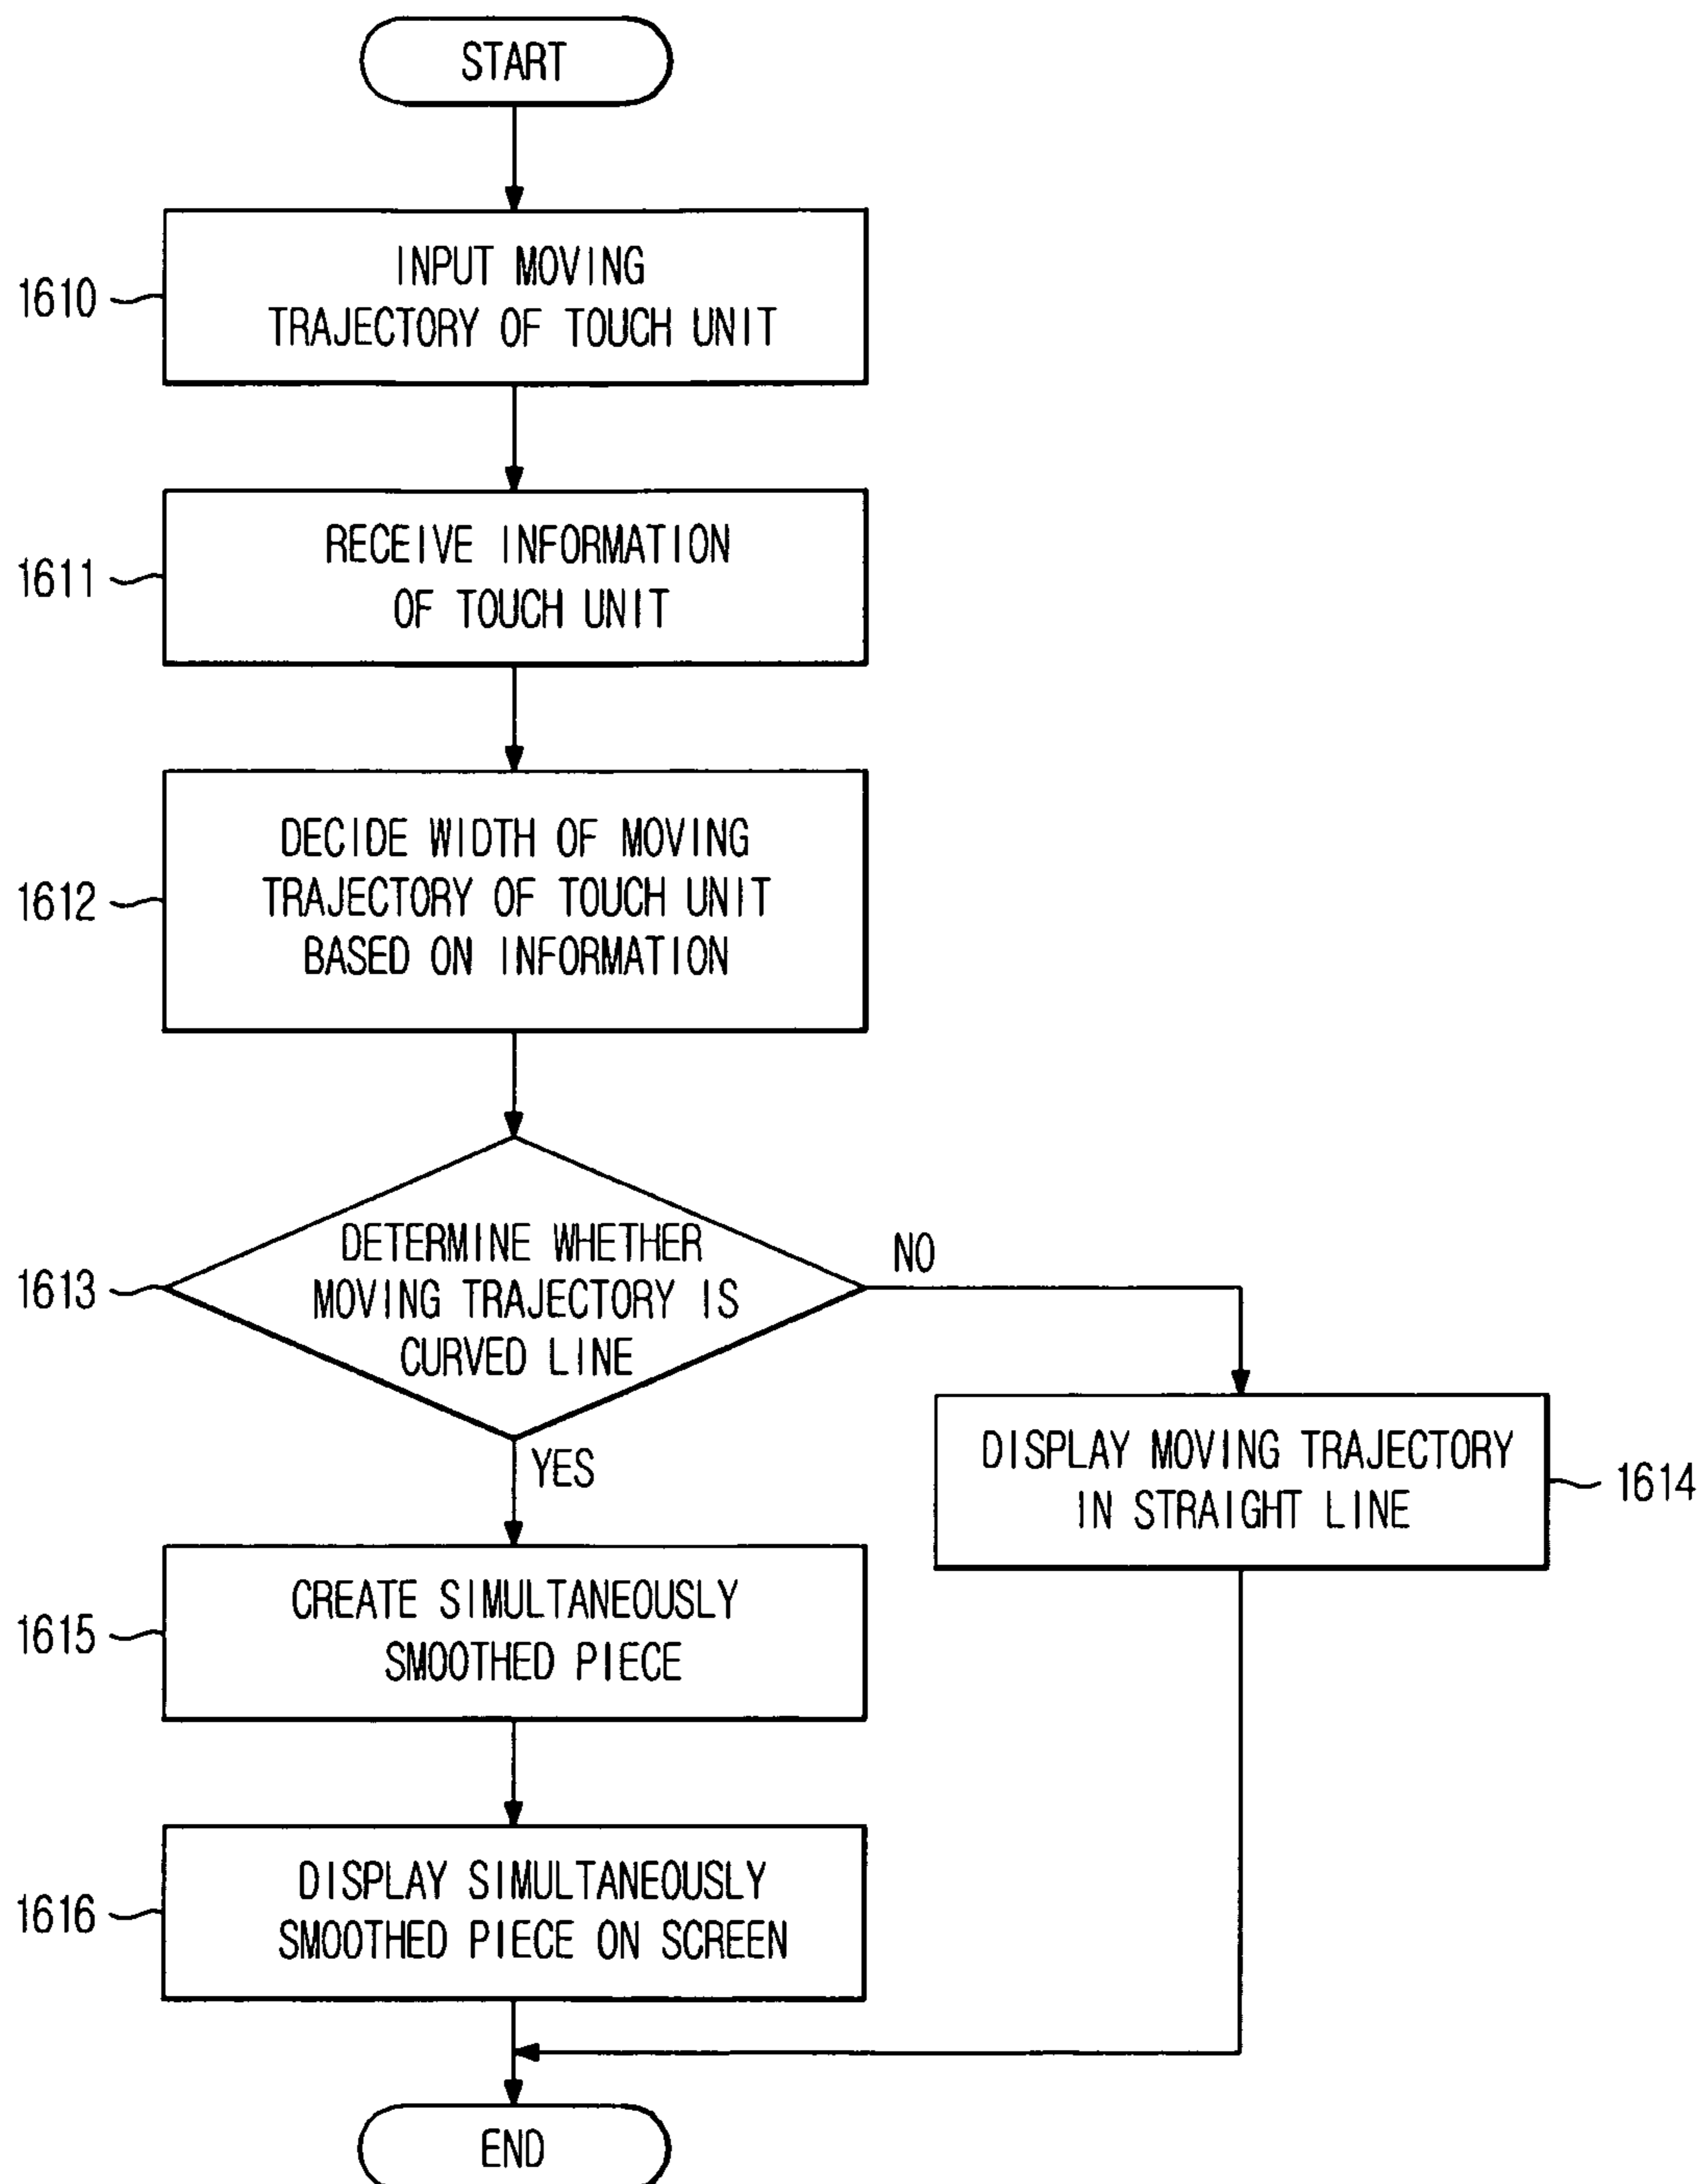 START
1610
INPUT MOVING
TRAJECTORY OF TOUCH UNIT
1611
RECEIVE INFORMATION
OF TOUCH UNIT
1612
DECIDE WIDTH OF MOVING
TRAJECTORY OF TOUCH UNIT
BASED ON INFORMATION
1613
DETERMINE WHETHER
MOVING TRAJECTORY IS
CURVED LINE
NO
YES
DISPLAY MOVING TRAJECTORY
IN STRAIGHT LINE
1614
1615
CREATE SIMULTANEOUSLY
SMOOTHED PIECE
1616
DISPLAY SIMULTANEOUSLY
SMOOTHED PIECE ON SCREEN
END